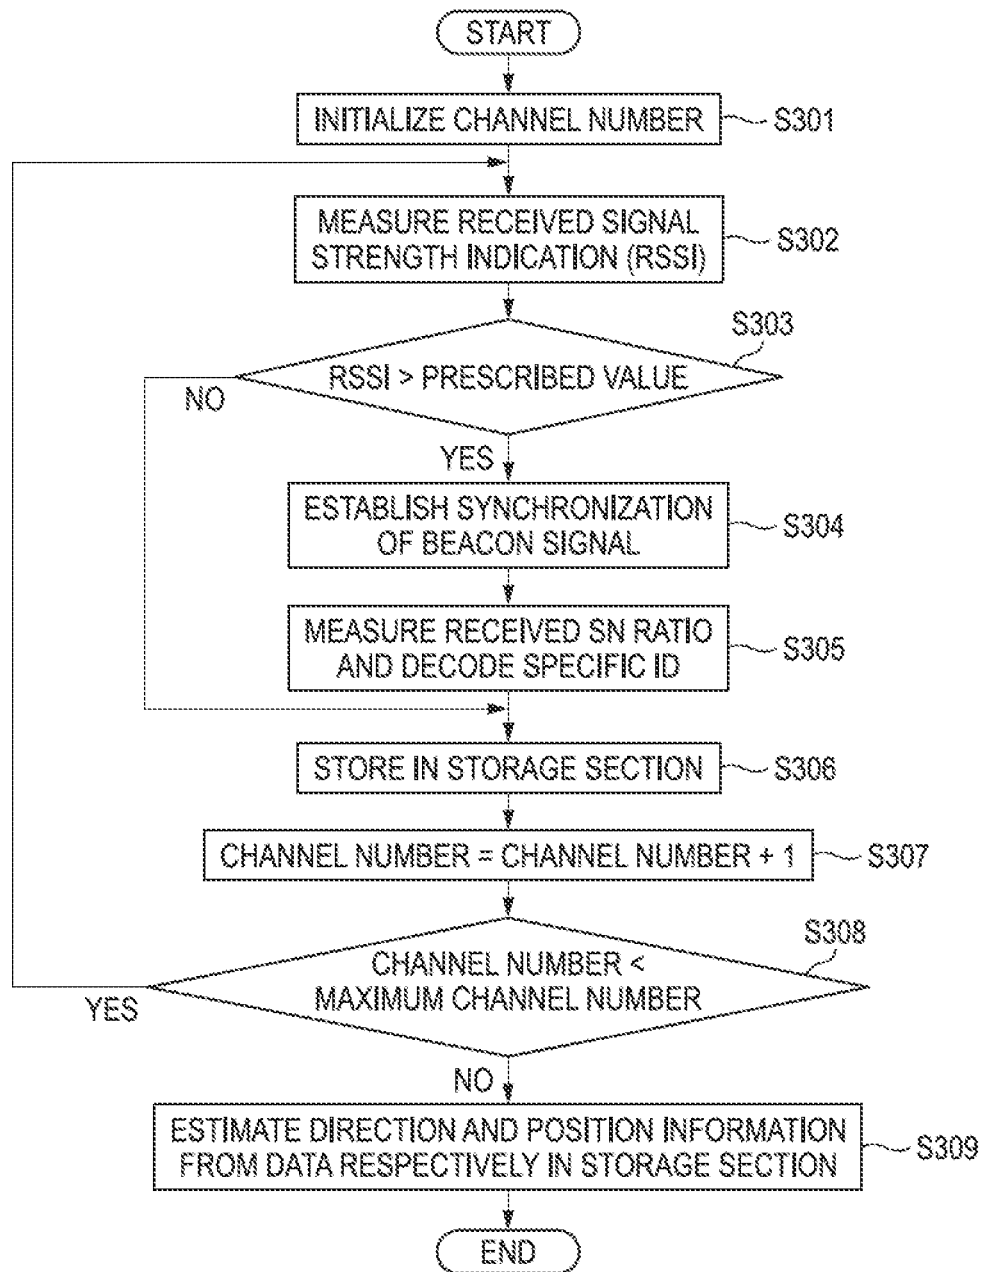 START
INITIALIZE CHANNEL NUMBER
S301
MEASURE RECEIVED SIGNAL
STRENGTH INDICATION (RSSI)
S302
S303
RSSI > PRESCRIBED VALUE
NO
YES
ESTABLISH SYNCHRONIZATION
OF BEACON SIGNAL
S304
MEASURE RECEIVED SN RATIO
AND DECODE SPECIFIC ID
S305
STORE IN STORAGE SECTION
S306
CHANNEL NUMBER = CHANNEL NUMBER + 1
S307
S308
CHANNEL NUMBER <
MAXIMUM CHANNEL NUMBER
YES
NO
ESTIMATE DIRECTION AND POSITION INFORMATION
FROM DATA RESPECTIVELY IN STORAGE SECTION
S309
END